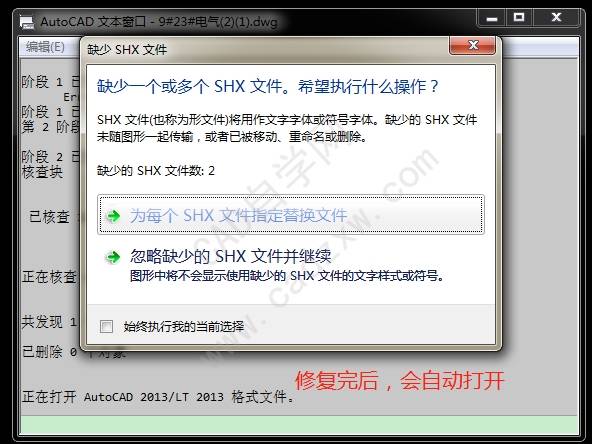 AutoCAD 文本窗口 - 9#23#电气(2)(1).dwg
编辑(E)
缺少 SHX 文件
缺少一个或多个 SHX 文件。希望执行什么操作？
SHX 文件(也称为形文件)将用作文字字体或符号字体。缺少的 SHX 文件
未随图形一起传输，或者已被移动、重命名或删除。
缺少的 SHX 文件数: 2
为每个 SHX 文件指定替换文件
忽略缺少的 SHX 文件并继续
图形中将不会显示使用缺少的 SHX 文件的文字样式或符号。
始终执行我的当前选择
阶段 1 已
Er
阶段 1 已
第 2 阶段
阶段 2 已
核查块
已核查
正在核查
共发现 1
已删除 0 个对象
正在打开 AutoCAD 2013/LT 2013 格式文件。
修复完后，会自动打开
CAD自学网
www.cadzxw.com